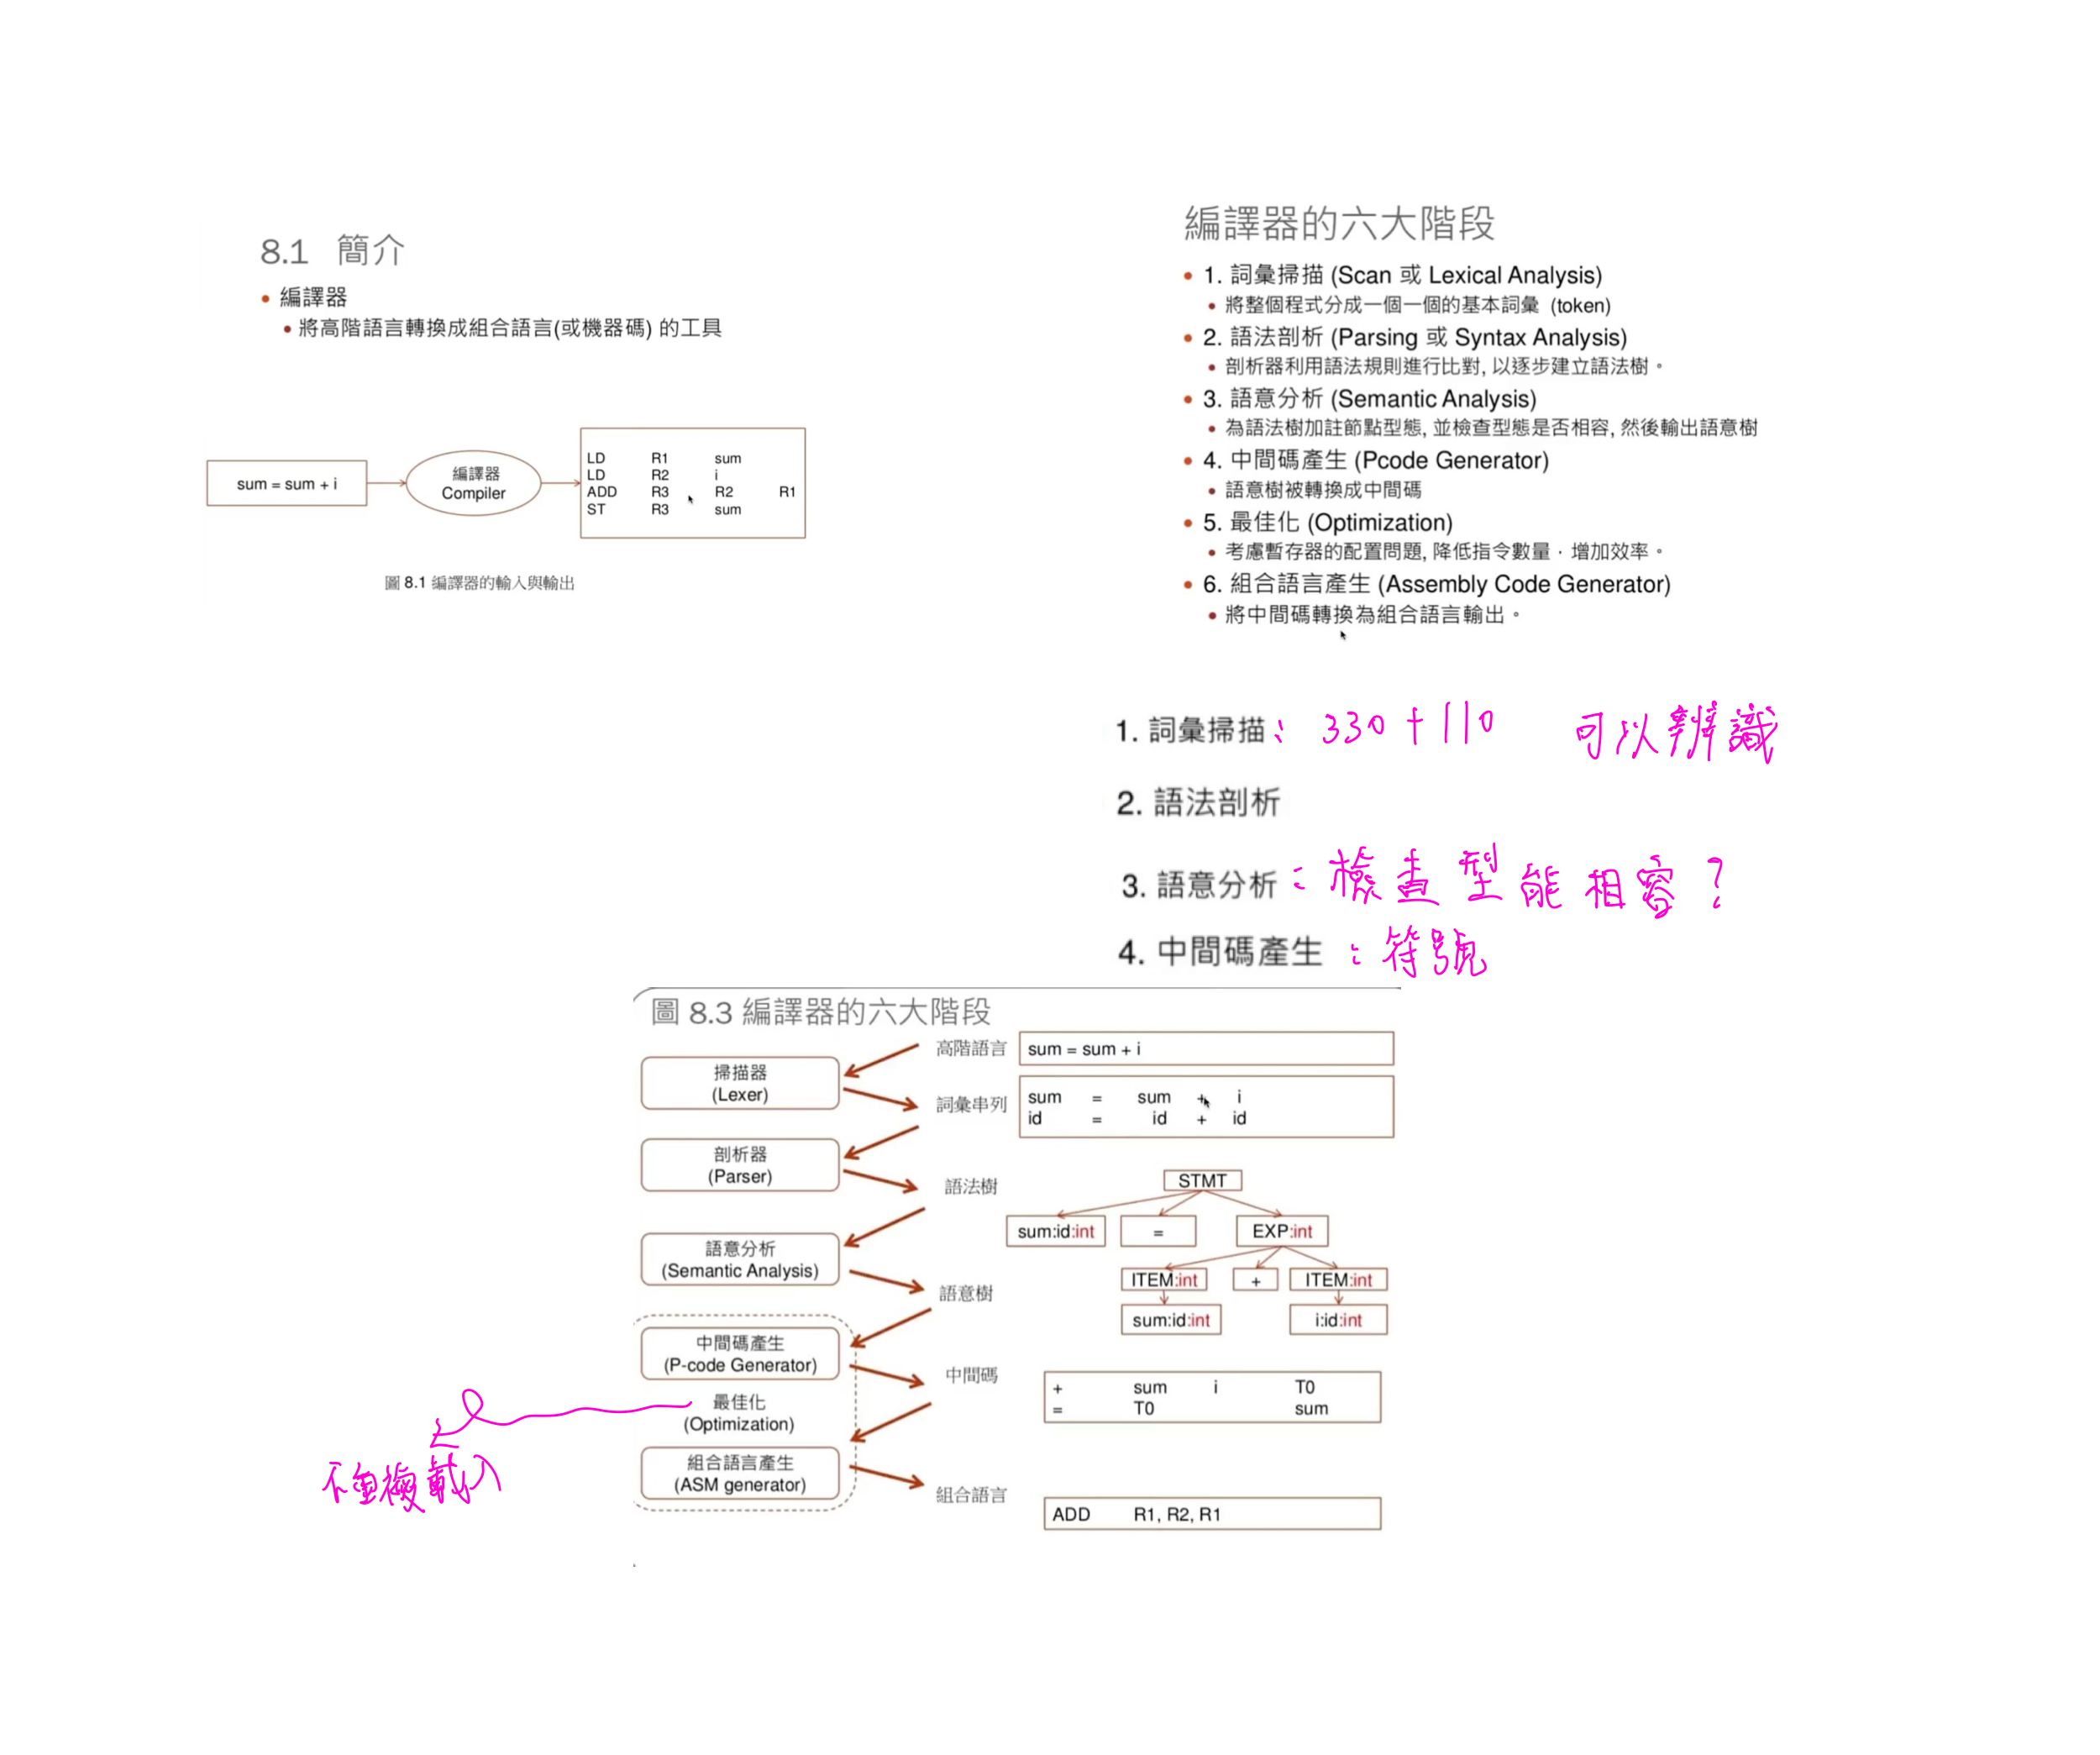 8.1 簡介
• 編譯器
• 將高階語言轉換成組合語言(或機器碼) 的工具
sum = sum + i
編譯器
Compiler
LD R1 sum
LD R2 i
ADD R3 R2 R1
ST R3 sum
圖 8.1 編譯器的輸入與輸出
編譯器的六大階段
• 1. 詞彙掃描 (Scan 或 Lexical Analysis)
• 將整個程式分成一個一個的基本詞彙 (token)
• 2. 語法剖析 (Parsing 或 Syntax Analysis)
• 剖析器利用語法規則進行比對, 以逐步建立語法樹。
• 3. 語意分析 (Semantic Analysis)
• 為語法樹加註節點型態, 並檢查型態是否相容, 然後輸出語意樹
• 4. 中間碼產生 (Pcode Generator)
• 語意樹被轉換成中間碼
• 5. 最佳化 (Optimization)
• 考慮暫存器的配置問題, 降低指令數量，增加效率。
• 6. 組合語言產生 (Assembly Code Generator)
• 將中間碼轉換為組合語言輸出。
1. 詞彙掃描: 330+110 可以辨識
2. 語法剖析
3. 語意分析: 檢查型能相容?
4. 中間碼產生: 符號
圖 8.3 編譯器的六大階段
高階語言 sum = sum + i
掃描器
(Lexer)
詞彙串列
sum = sum + i
id = id + id
剖析器
(Parser)
語法樹
STMT
sum:id:int = EXP:int
語意分析
(Semantic Analysis)
ITEM:int + ITEM:int
語意樹
sum:id:int i:id:int
中間碼產生
(P-code Generator)
中間碼
+ sum i T0
= T0 sum
最佳化
(Optimization)
不重複載入
組合語言產生
(ASM generator)
組合語言
ADD R1, R2, R1